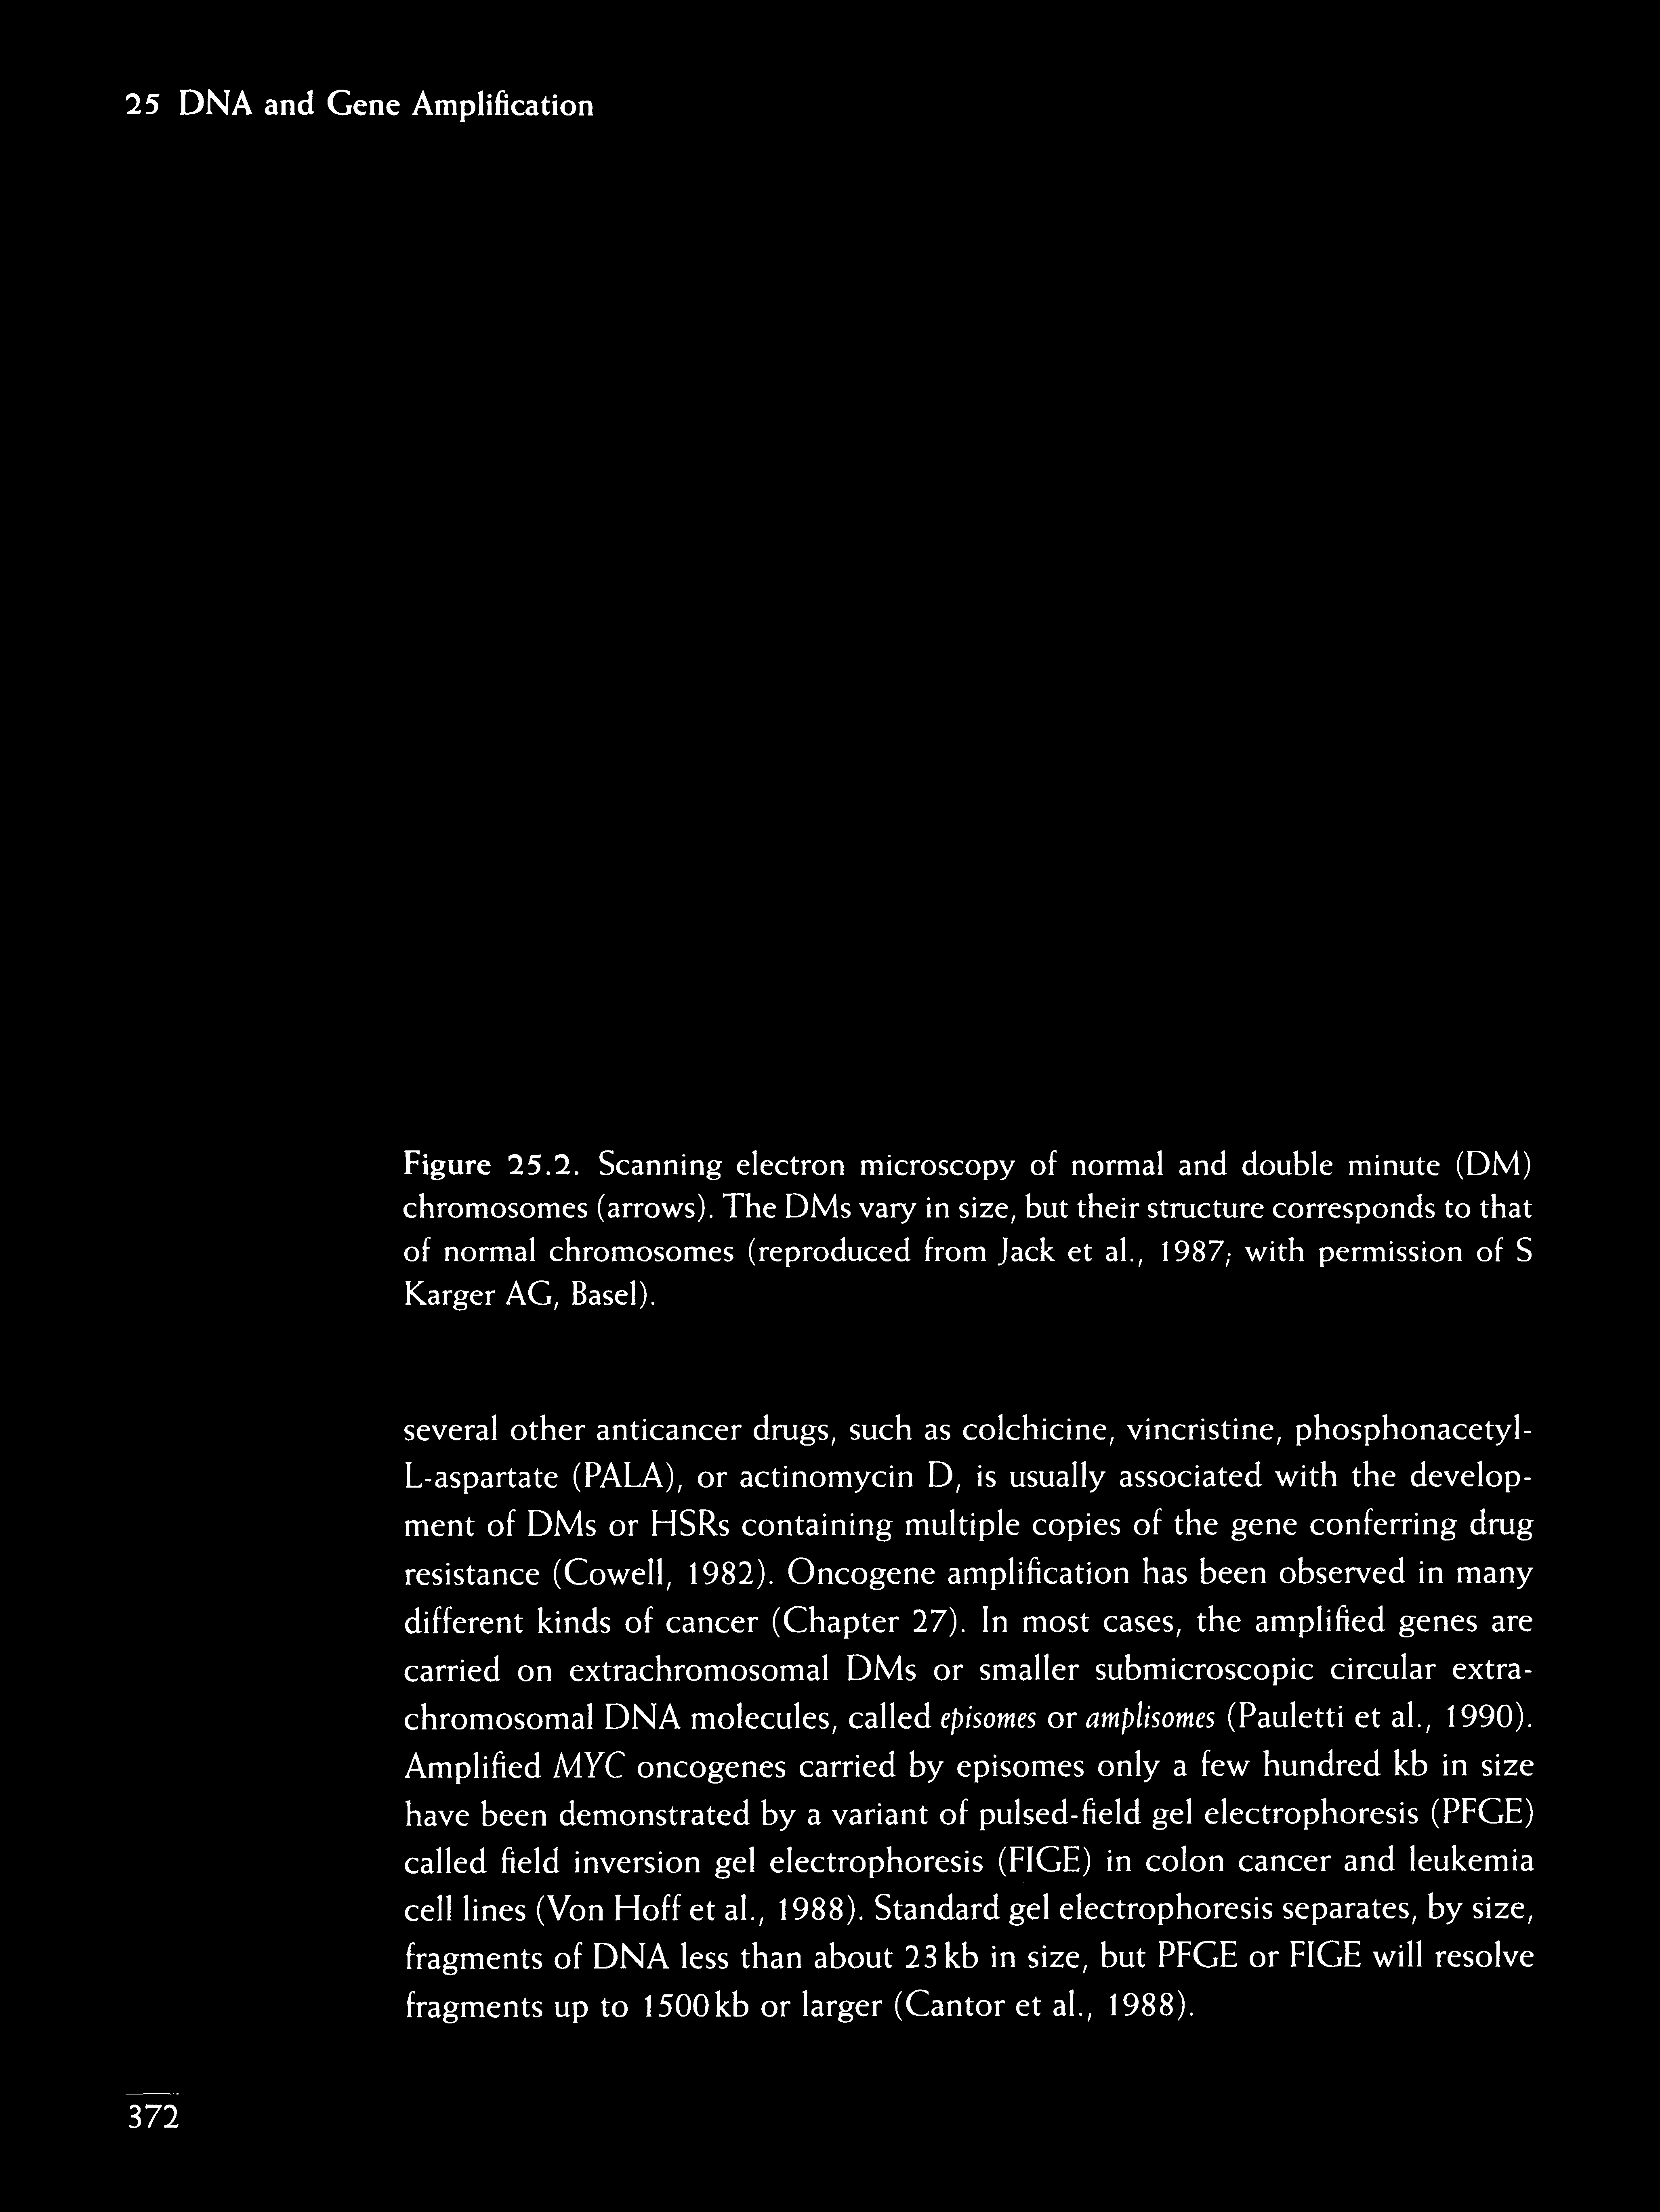 25 DNA and Gene Amplification
Figure 25.2. Scanning electron microscopy of normal and double minute (DM)
chromosomes (arrows). The DMs vary in size, but their structure corresponds to that
of normal chromosomes (reproduced from Jack et al., 1987; with permission of S
Karger AG, Basel).
several other anticancer drugs, such as colchicine, vincristine, phosphonacetyl-
L-aspartate (PALA), or actinomycin D, is usually associated with the develop-
ment of DMs or HSRs containing multiple copies of the gene conferring drug
resistance (Cowell, 1982). Oncogene amplification has been observed in many
different kinds of cancer (Chapter 27). In most cases, the amplified genes are
carried on extrachromosomal DMs or smaller submicroscopic circular extra-
chromosomal DNA molecules, called episomes or amplisomes (Pauletti et al., 1990).
Amplified MYC oncogenes carried by episomes only a few hundred kb in size
have been demonstrated by a variant of pulsed-field gel electrophoresis (PFGE)
called field inversion gel electrophoresis (FIGE) in colon cancer and leukemia
cell lines (Von Hoff et al., 1988). Standard gel electrophoresis separates, by size,
fragments of DNA less than about 23 kb in size, but PFGE or FIGE will resolve
fragments up to 1500 kb or larger (Cantor et al., 1988).
372